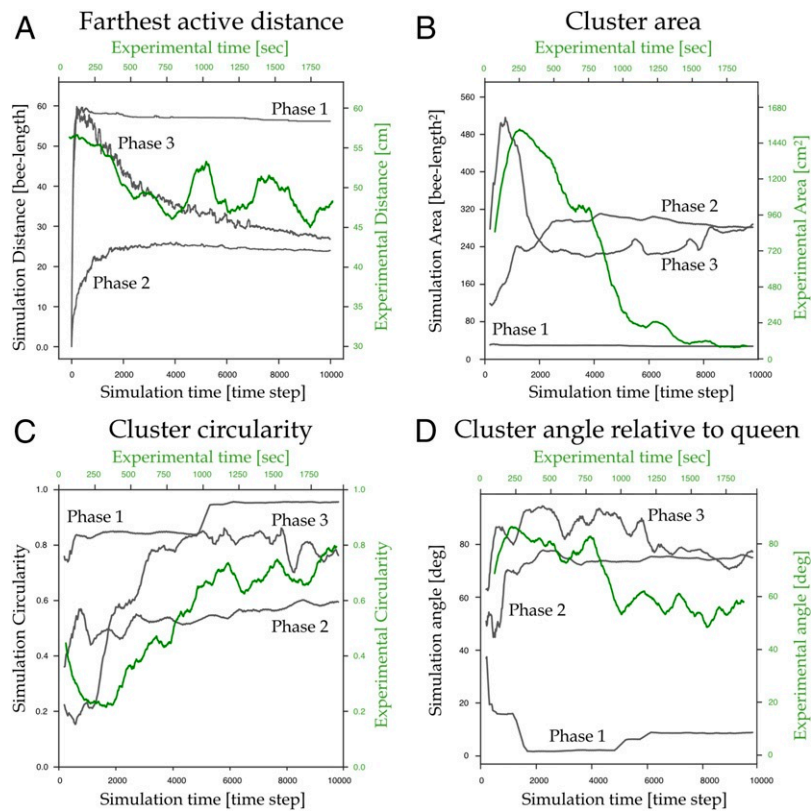 A
Farthest active distance
Experimental time [sec]
0 250 500 750 1000 1250 1500 1750
Simulation Distance [bee-length]
60
50
40
30
20
10
0.0
Phase 1
Phase 3
Phase 2
60
55
50
45
40
35
30
Experimental Distance [cm]
0 2000 4000 6000 8000 10000
Simulation time [time step]
B
Cluster area
Experimental time [sec]
0 250 500 750 1000 1250 1500 1750
Simulation Area [bee-length²]
560
480
400
320
280
240
160
80
0
Phase 2
Phase 3
Phase 1
1680
1440
1200
960
720
480
240
0
Experimental Area [cm²]
0 2000 4000 6000 8000 10000
Simulation time [time step]
C
Cluster circularity
Experimental time [sec]
0 250 500 750 1000 1250 1500 1750
Simulation Circularity
1.0
0.8
0.6
0.4
0.2
0.0
Phase 1
Phase 3
Phase 2
1.0
0.8
0.6
0.4
0.2
0.0
Experimental Circularity
0 2000 4000 6000 8000 10000
Simulation time [time step]
D
Cluster angle relative to queen
Experimental time [sec]
0 250 500 750 1000 1250 1500 1750
Simulation angle [deg]
80
60
40
20
0
Phase 3
Phase 2
Phase 1
80
60
40
20
0
Experimental angle [deg]
0 2000 4000 6000 8000 10000
Simulation time [time step]